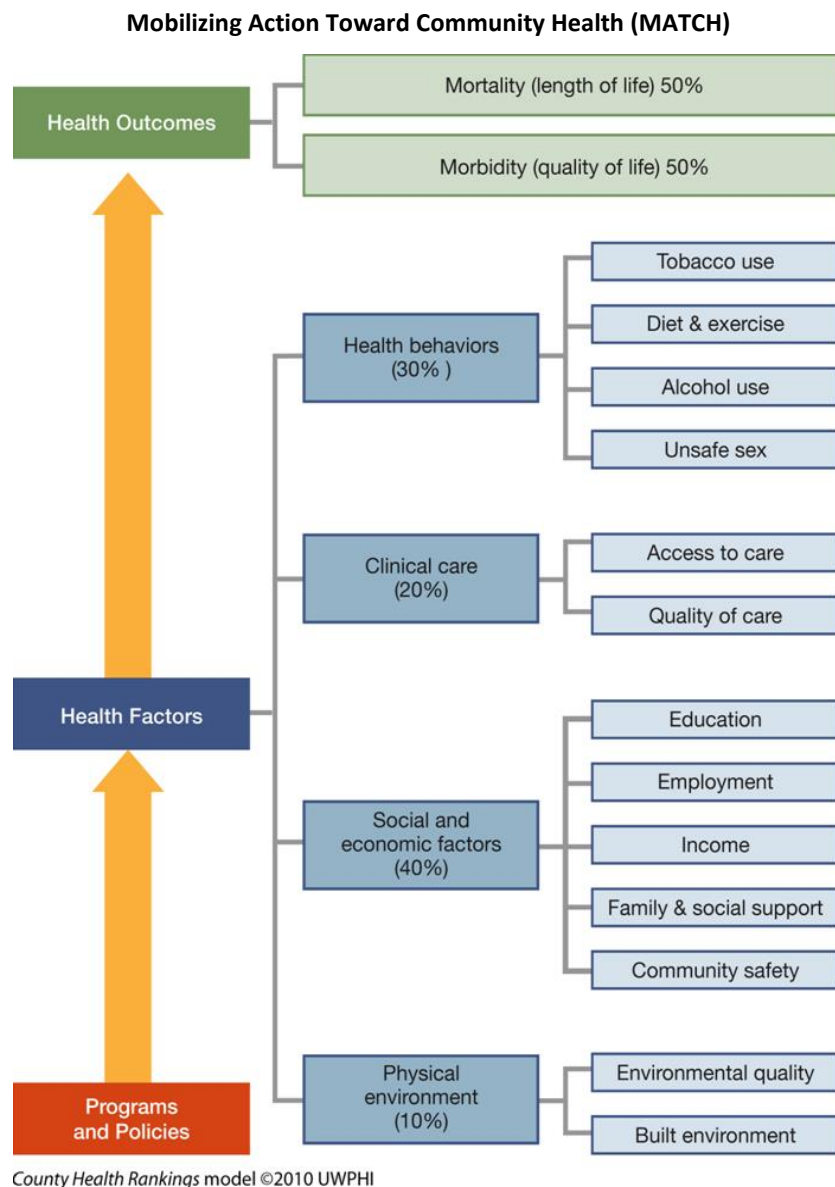 Mobilizing Action Toward Community Health (MATCH)
Health Outcomes
Mortality (length of life) 50%
Morbidity (quality of life) 50%
Health Factors
Health behaviors
(30% )
Tobacco use
Diet & exercise
Alcohol use
Unsafe sex
Clinical care
(20%)
Access to care
Quality of care
Social and
economic factors
(40%)
Education
Employment
Income
Family & social support
Community safety
Physical
environment
(10%)
Environmental quality
Built environment
Programs
and Policies
County Health Rankings model ©2010 UWPHI